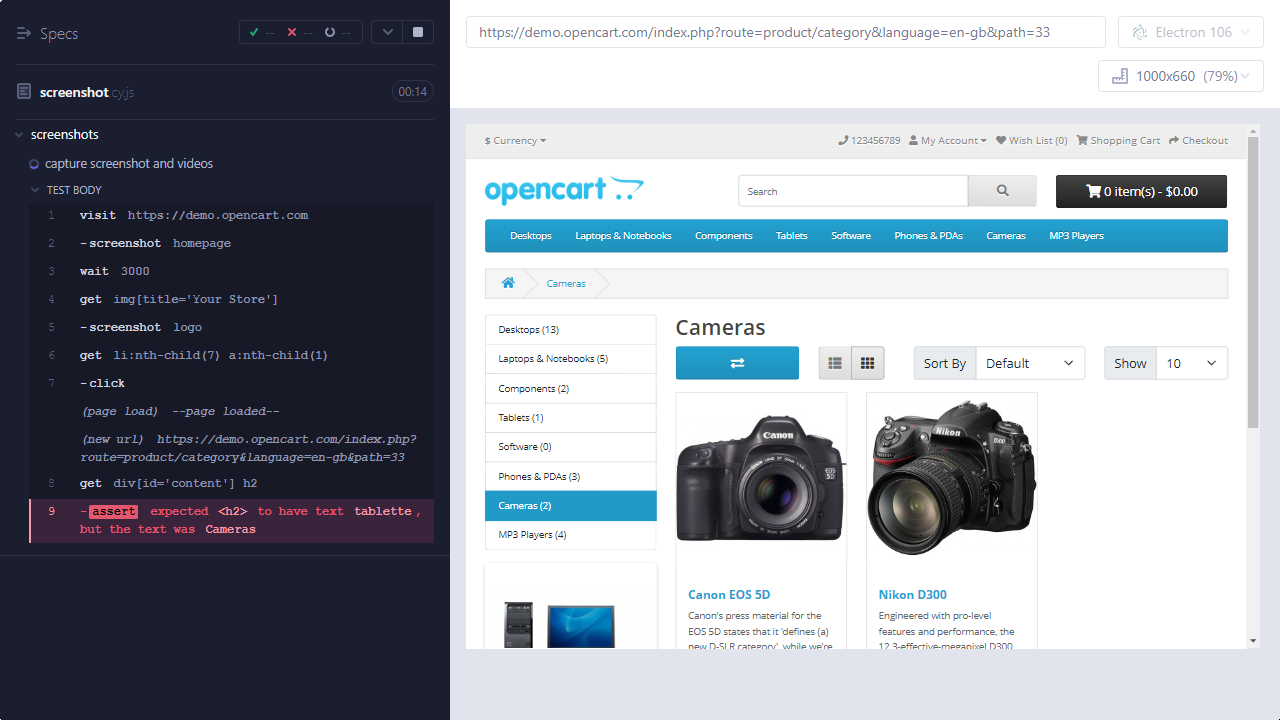 Specs
--
--
--
screenshot cy.js
00:14
screenshots
capture screenshot and videos
TEST BODY
1 visit https://demo.opencart.com
2 -screenshot homepage
3 wait 3000
4 get img[title='Your Store']
5 -screenshot logo
6 get li:nth-child(7) a:nth-child(1)
7 -click
(page load) --page loaded--
(new url) https://demo.opencart.com/index.php?
route=product/category&language=en-gb&path=33
8 get div[id='content'] h2
9 -assert expected <h2> to have text tablette,
but the text was Cameras
https://demo.opencart.com/index.php?route=product/category&language=en-gb&path=33
Electron 106
1000x660 (79%)
$ Currency
123456789
My Account
Wish List (0)
Shopping Cart
Checkout
opencart
Search
0 item(s) - $0.00
Desktops
Laptops & Notebooks
Components
Tablets
Software
Phones & PDAs
Cameras
MP3 Players
Cameras
Desktops (13)
Laptops & Notebooks (5)
Components (2)
Tablets (1)
Software (0)
Phones & PDAs (3)
Cameras (2)
MP3 Players (4)
Cameras
Sort By
Default
Show
10
Canon
EOS
5D
Canon EOS 5D
Canon's press material for the
EOS 5D states that it 'defines (a)
new D-SLR category', while we're
Nikon
D300
Nikon D300
Engineered with pro-level
features and performance, the
12.3-effective-megapixel D300